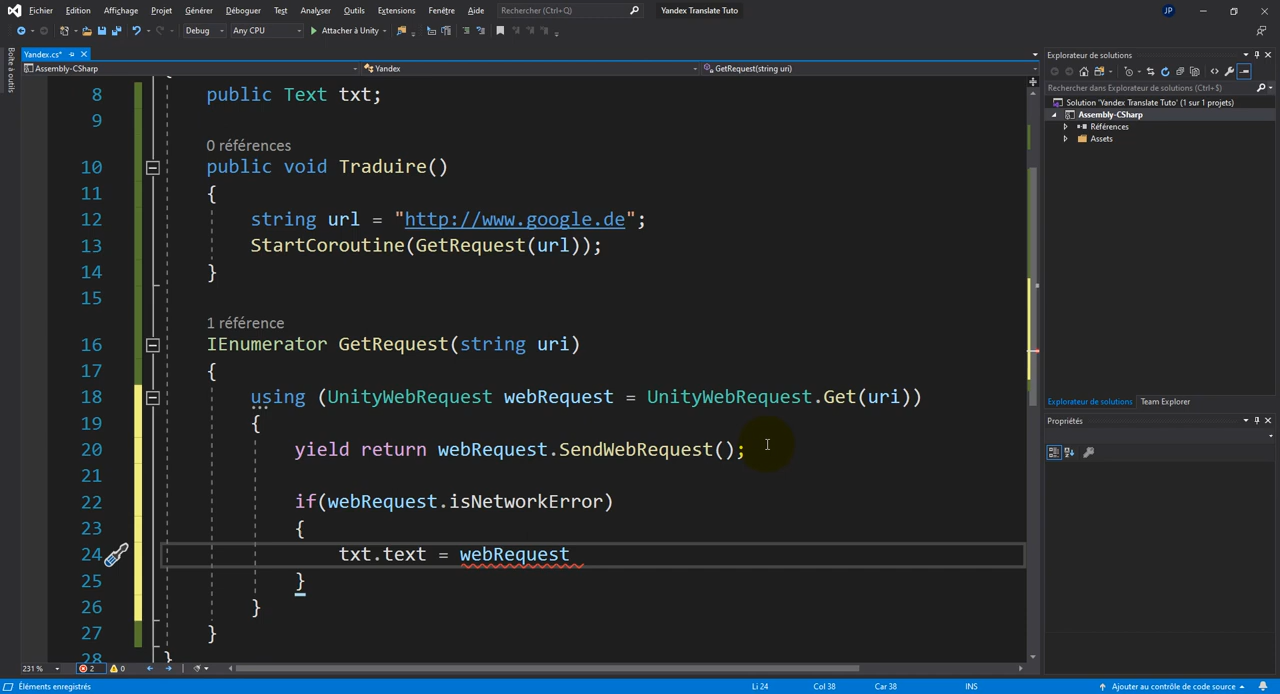 Fichier Edition Affichage Projet Générer Déboguer Test Analyser Outils Extensions Fenêtre Aide Rechercher (Ctrl+Q) Yandex Translate Tuto JP
Debug Any CPU Attacher à Unity
Boîte à outils
Yandex.cs*
Assembly-CSharp Yandex GetRequest(string uri)
8 public Text txt;
9
0 références
10 public void Traduire()
11 {
12 string url = "http://www.google.de";
13 StartCoroutine(GetRequest(url));
14 }
15
1 référence
16 IEnumerator GetRequest(string uri)
17 {
18 using (UnityWebRequest webRequest = UnityWebRequest.Get(uri))
19 {
20 yield return webRequest.SendWebRequest();
21
22 if(webRequest.isNetworkError)
23 {
24 txt.text = webRequest
25 }
26 }
27 }
28 }
Explorateur de solutions
Rechercher dans Explorateur de solutions (Ctrl+$)
Solution 'Yandex Translate Tuto' (1 sur 1 projets)
Assembly-CSharp
Références
Assets
Explorateur de solutions Team Explorer
Propriétés
231 % 2 0
Éléments enregistrés Li 24 Col 38 Car 38 INS Ajouter au contrôle de code source